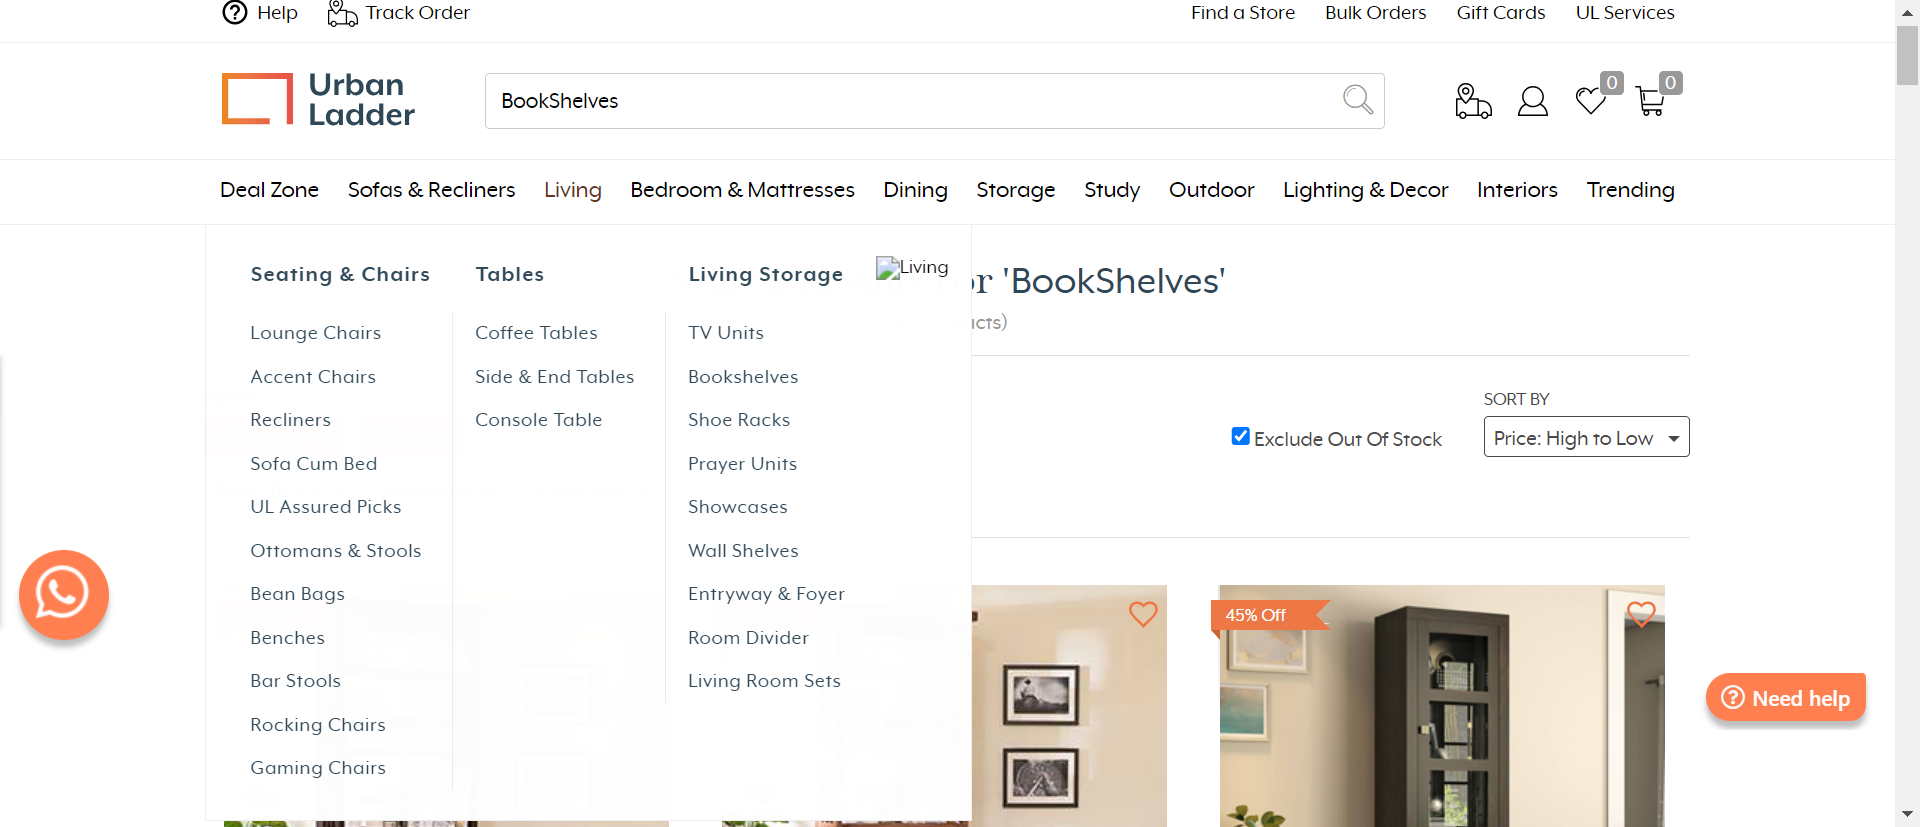 Help Track Order Find a Store Bulk Orders Gift Cards UL Services
Urban
Ladder
BookShelves
0 0
Deal Zone Sofas & Recliners Living Bedroom & Mattresses Dining Storage Study Outdoor Lighting & Decor Interiors Trending
Seating & Chairs
Lounge Chairs
Accent Chairs
Recliners
Sofa Cum Bed
UL Assured Picks
Ottomans & Stools
Bean Bags
Benches
Bar Stools
Rocking Chairs
Gaming Chairs
Tables
Coffee Tables
Side & End Tables
Console Table
Living Storage
TV Units
Bookshelves
Shoe Racks
Prayer Units
Showcases
Wall Shelves
Entryway & Foyer
Room Divider
Living Room Sets
Living
'BookShelves'
Exclude Out Of Stock
SORT BY
Price: High to Low
45% Off
Need help